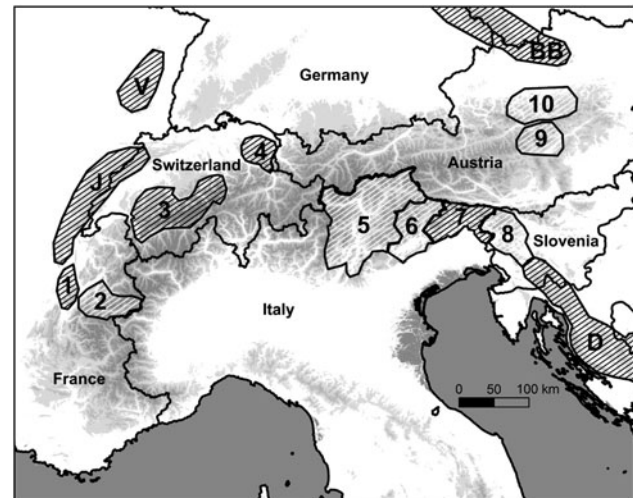 BB
Germany
V
10
9
Austria
4
Switzerland
J
3
5
6
7
8
Slovenia
1
2
Italy
D
France
0 50 100 km